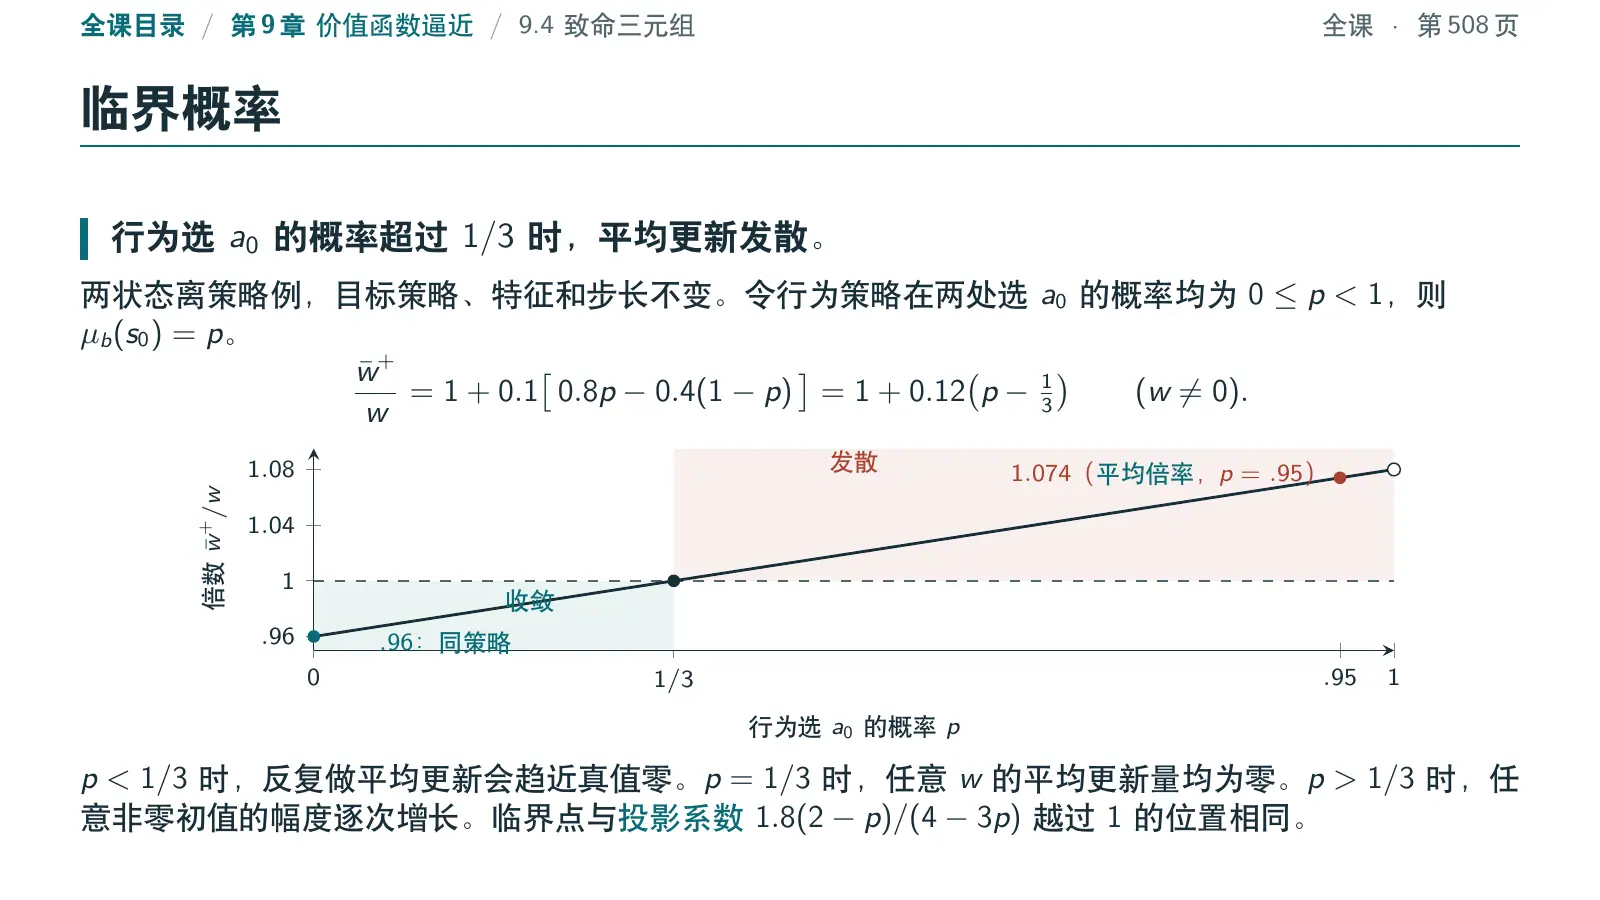 全课目录 / 第9章 价值函数逼近 / 9.4 致命三元组
全课 · 第508页
临界概率
行为选 a₀ 的概率超过 1/3 时，平均更新发散。
两状态离策略例，目标策略、特征和步长不变。令行为策略在两处选 a₀ 的概率均为 0 ≤ p < 1，则
μ_b(s₀) = p。
w̄⁺/w = 1 + 0.1[0.8p − 0.4(1 − p)] = 1 + 0.12(p − 1/3) (w ≠ 0).
发散
1.08
1.074（平均倍率，p = .95）
1.04
倍数 w̄⁺/w
1
收敛
.96
.96：同策略
0
1/3
.95
1
行为选 a₀ 的概率 p
p < 1/3 时，反复做平均更新会趋近真值零。p = 1/3 时，任意 w 的平均更新量均为零。p > 1/3 时，任
意非零初值的幅度逐次增长。临界点与投影系数 1.8(2 − p)/(4 − 3p) 越过 1 的位置相同。